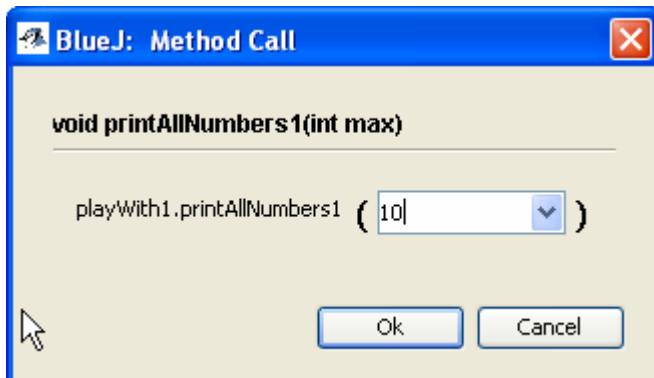 BlueJ: Method Call
void printAllNumbers1(int max)
playWith1.printAllNumbers1 ( 10 )
Ok Cancel